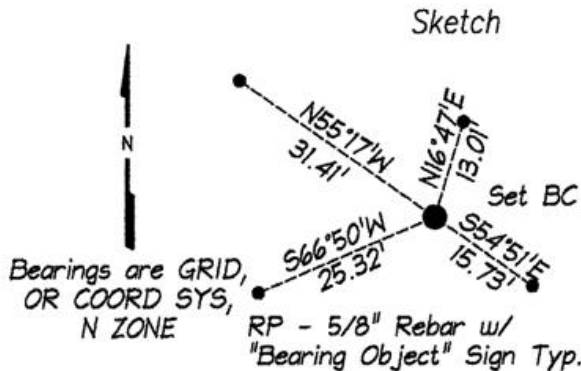 Sketch
N
N55°17'W
31.41'
N16°47'E
13.01'
Set BC
S54°51'E
15.73'
S66°50'W
25.32'
Bearings are GRID,
OR COORD SYS,
N ZONE
RP - 5/8" Rebar w/
"Bearing Object" Sign Typ.